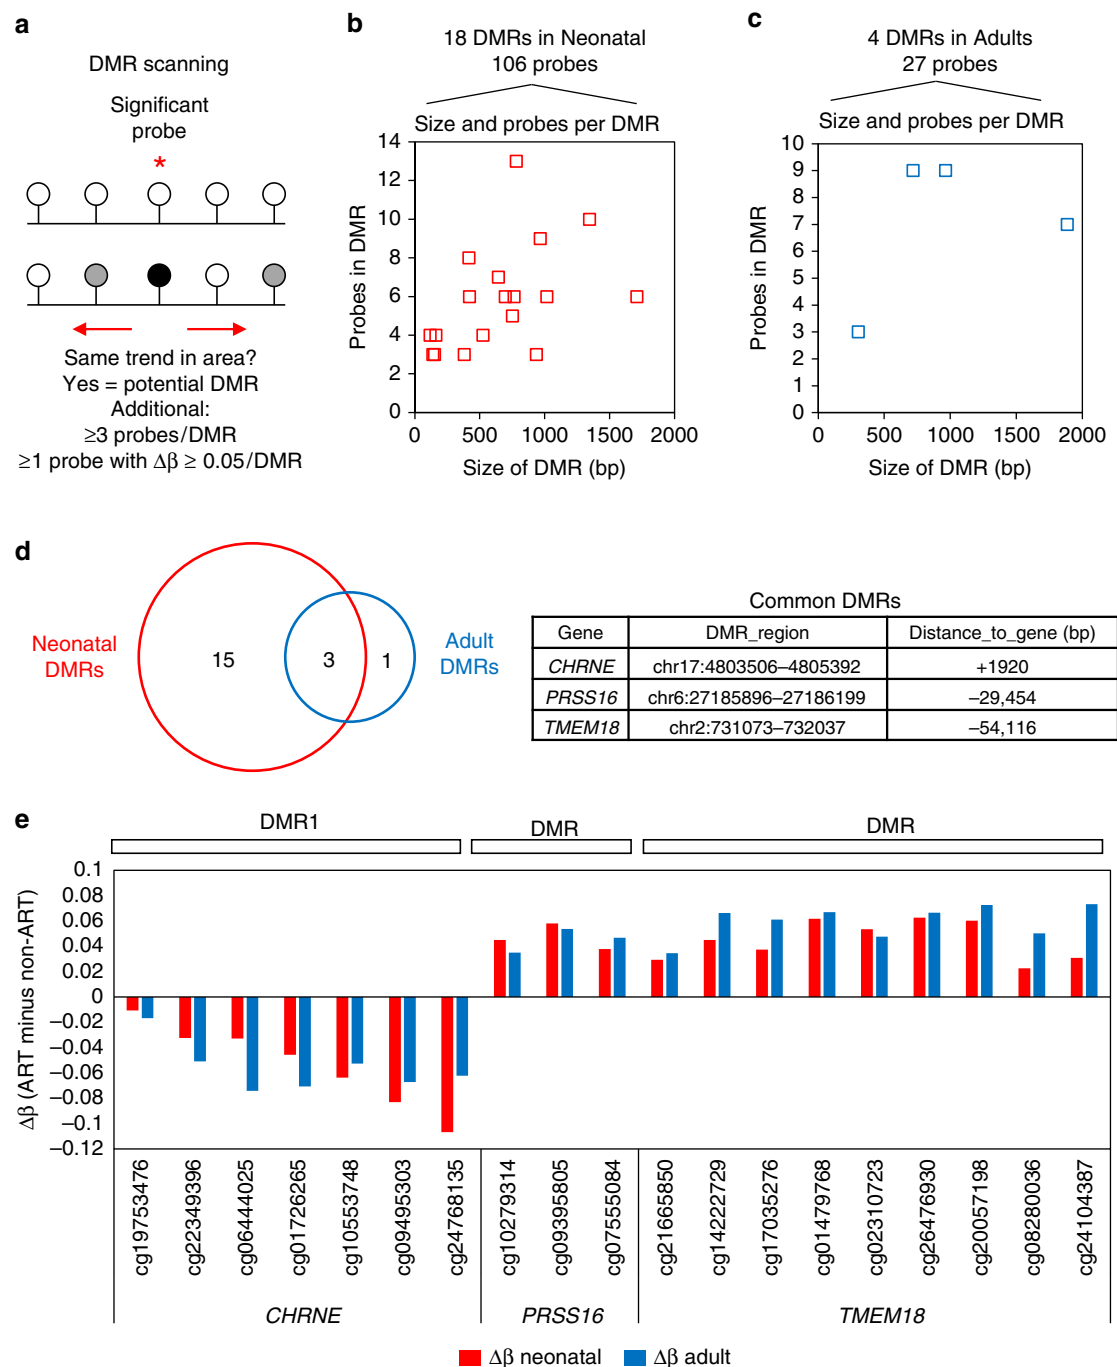 a
DMR scanning
Significant
probe
*
Same trend in area?
Yes = potential DMR
Additional:
≥3 probes/DMR
≥1 probe with Δβ ≥ 0.05/DMR
b
18 DMRs in Neonatal
106 probes
Size and probes per DMR
Probes in DMR
14
12
10
8
6
4
2
0
0 500 1000 1500 2000
Size of DMR (bp)
c
4 DMRs in Adults
27 probes
Size and probes per DMR
Probes in DMR
10
9
8
7
6
5
4
3
2
1
0
0 500 1000 1500 2000
Size of DMR (bp)
d
Neonatal
DMRs
15
3
1
Adult
DMRs
Common DMRs
Gene DMR_region Distance_to_gene (bp)
CHRNE chr17:4803506–4805392 +1920
PRSS16 chr6:27185896–27186199 –29,454
TMEM18 chr2:731073–732037 –54,116
e
DMR1 DMR DMR
Δβ (ART minus non-ART)
0.1
0.08
0.06
0.04
0.02
0
–0.02
–0.04
–0.06
–0.08
–0.1
–0.12
cg19753476
cg22349396
cg06444025
cg01726265
cg10553748
cg09495303
cg24768135
cg10279314
cg09395805
cg07555084
cg21665850
cg14222729
cg17035276
cg01479768
cg02310723
cg26476930
cg20057198
cg08280036
cg24104387
CHRNE PRSS16 TMEM18
Δβ neonatal Δβ adult